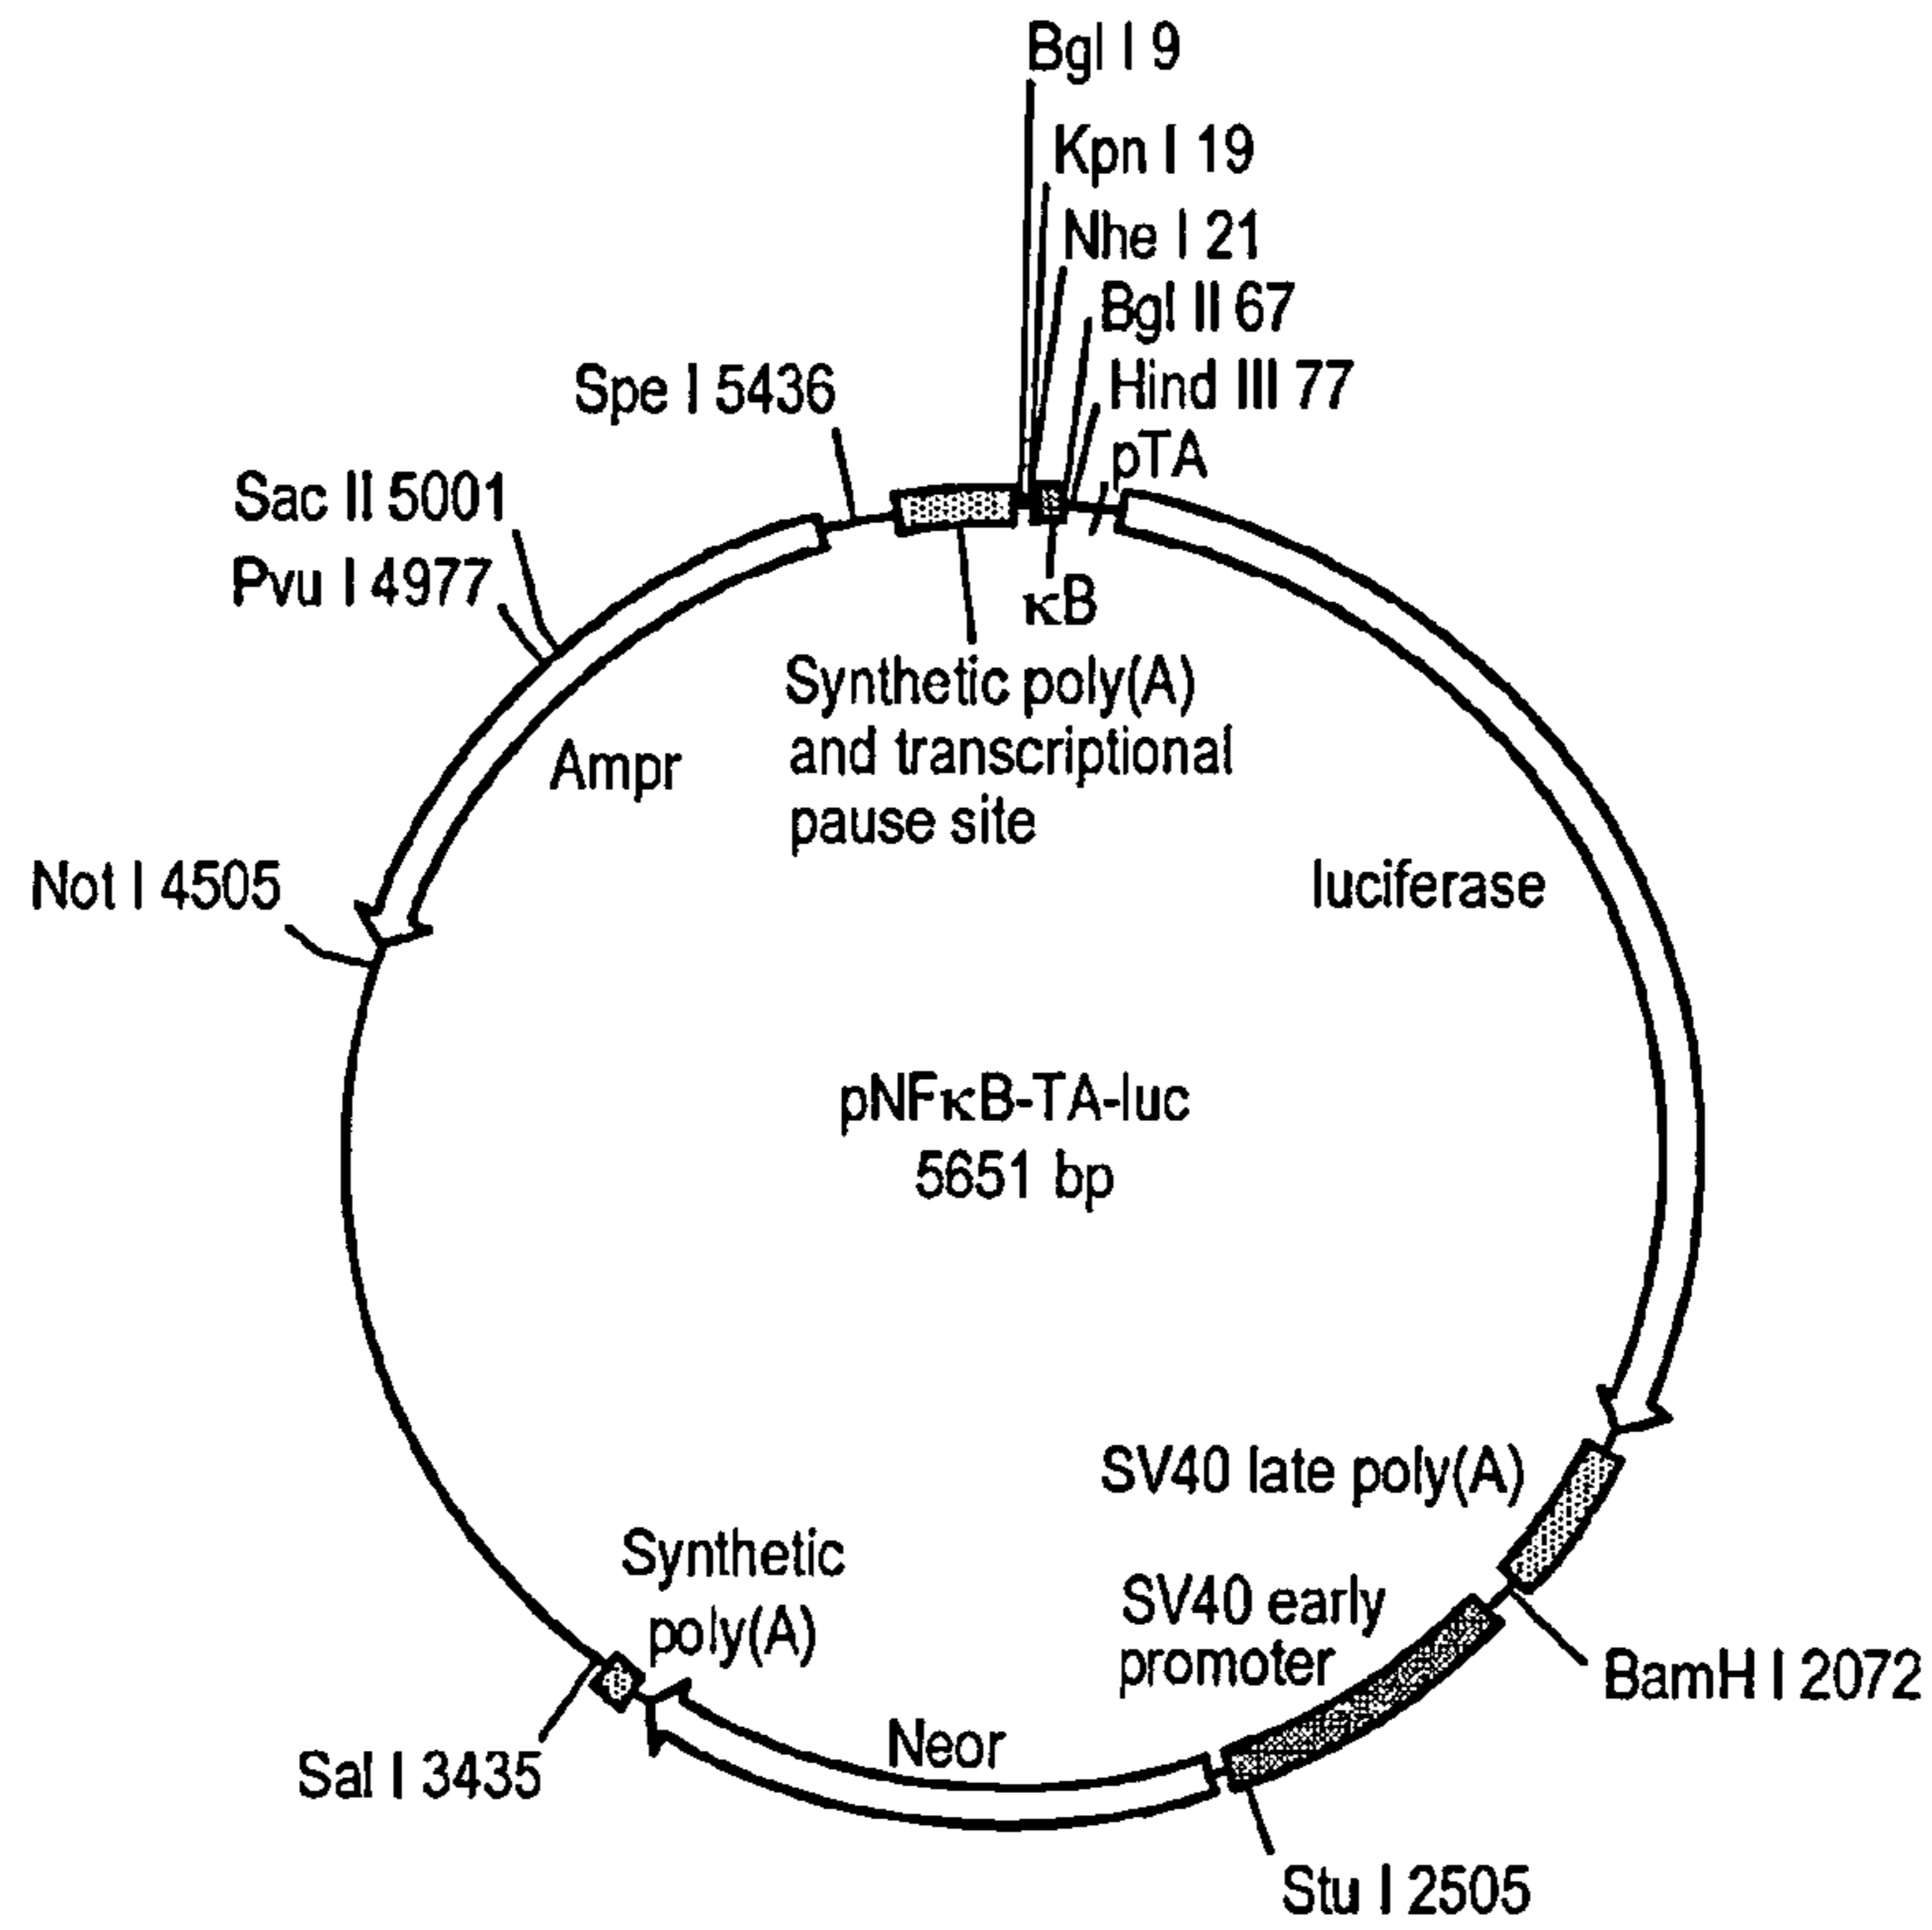 Bgl I 9
Kpn I 19
Nhe I 21
Bgl II 67
Hind III 77
pTA
Spe I 5436
Sac II 5001
Pvu I 4977
κB
Synthetic poly(A)
and transcriptional
pause site
Ampr
luciferase
Not I 4505
pNFκB-TA-luc
5651 bp
SV40 late poly(A)
Synthetic
poly(A)
SV40 early
promoter
BamH I 2072
Neor
Sal I 3435
Stu I 2505